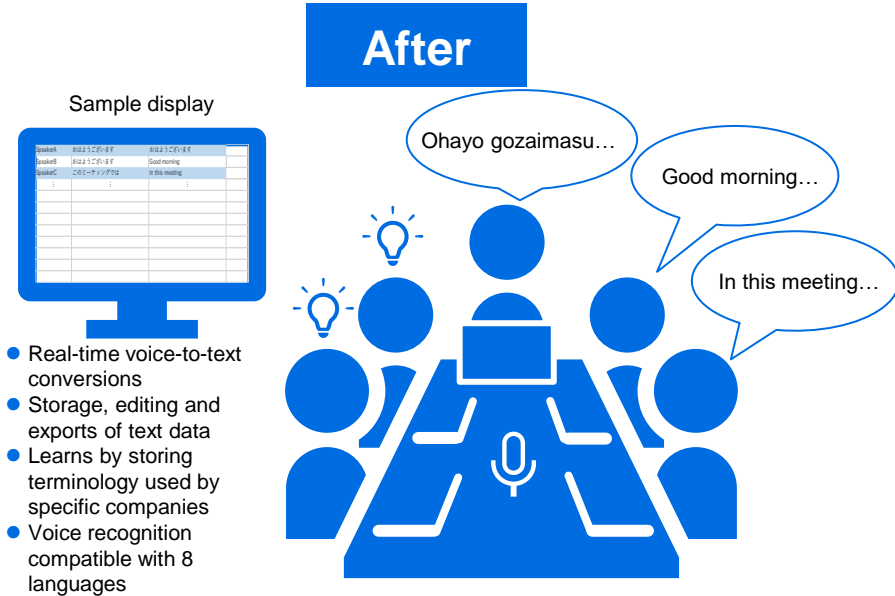 After
Sample display
SpeakerA おはようございます おはようございます
SpeakerB おはようございます Good morning
SpeakerC このミーティングでは In this meeting
⋮ ⋮ ⋮
Ohayo gozaimasu…
Good morning…
In this meeting…
● Real-time voice-to-text
conversions
● Storage, editing and
exports of text data
● Learns by storing
terminology used by
specific companies
● Voice recognition
compatible with 8
languages